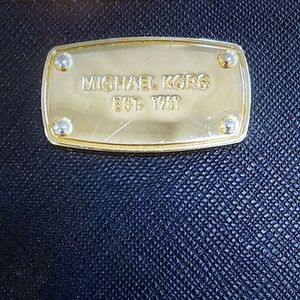 MICHAEL KORS
EST. 1981